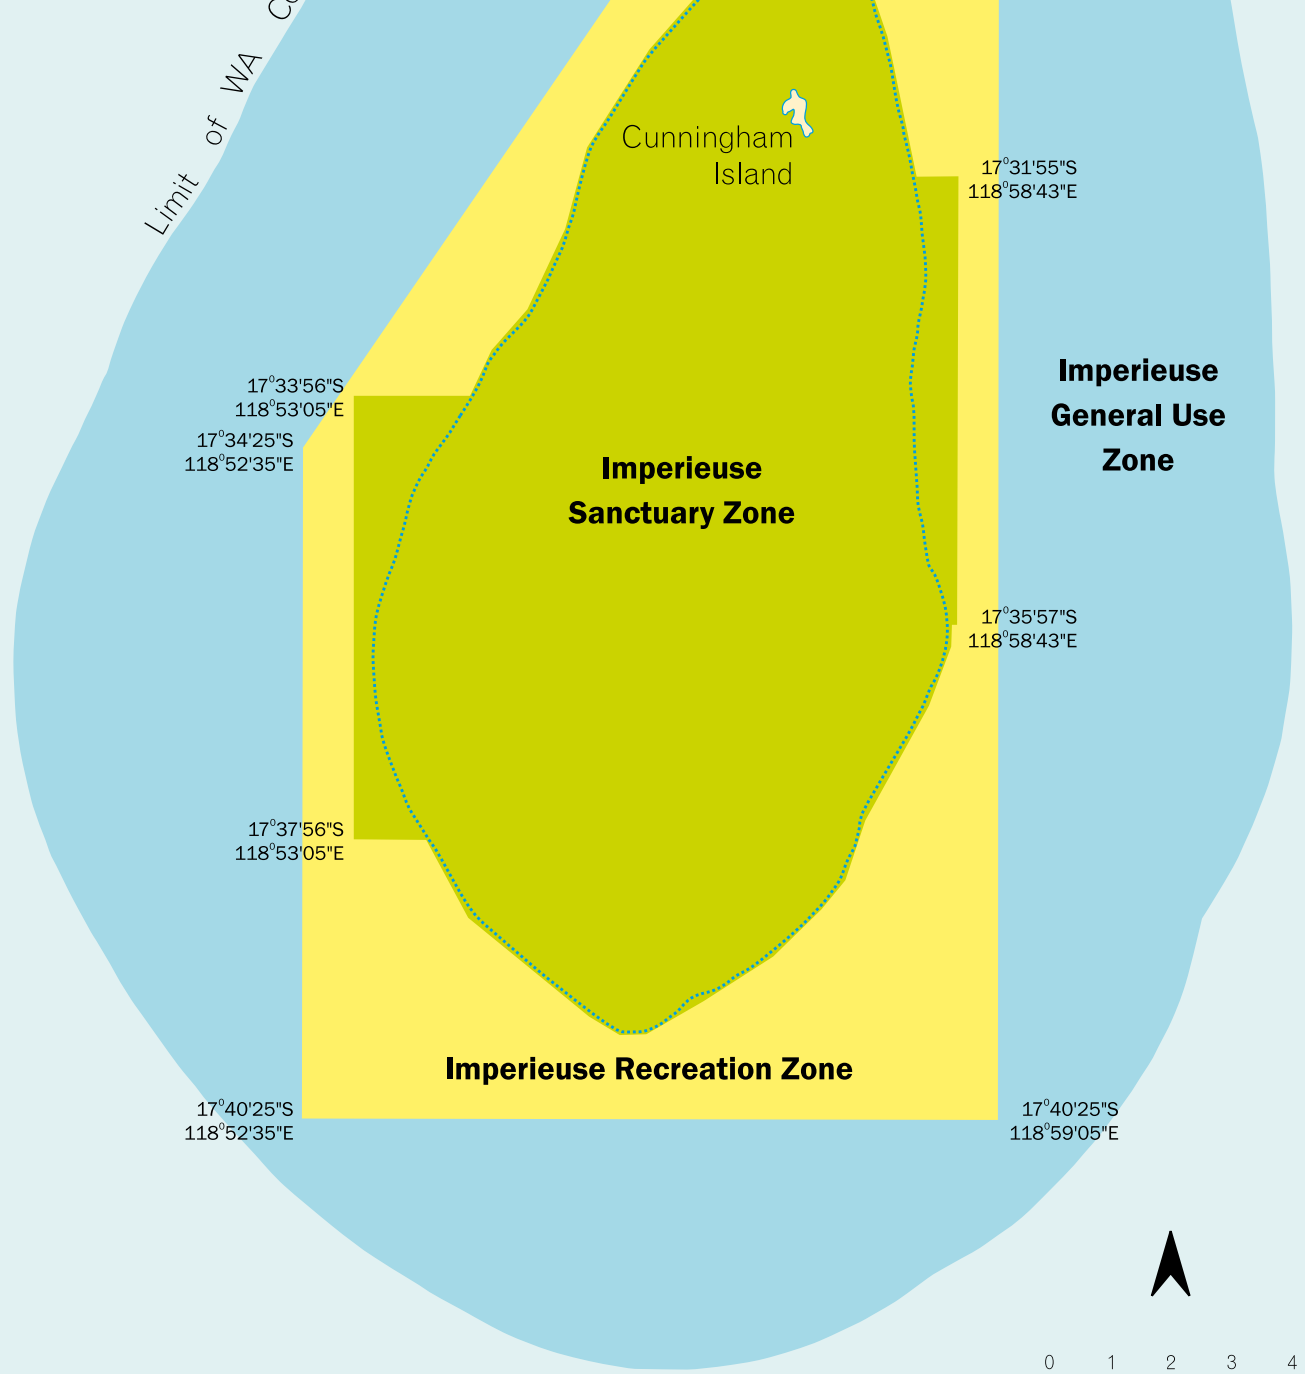 Limit of WA
Cunningham
Island
17°31'55"S
118°58'43"E
17°33'56"S
118°53'05"E
17°34'25"S
118°52'35"E
Imperieuse
General Use
Zone
Imperieuse
Sanctuary Zone
17°35'57"S
118°58'43"E
17°37'56"S
118°53'05"E
Imperieuse Recreation Zone
17°40'25"S
118°52'35"E
17°40'25"S
118°59'05"E
0 1 2 3 4